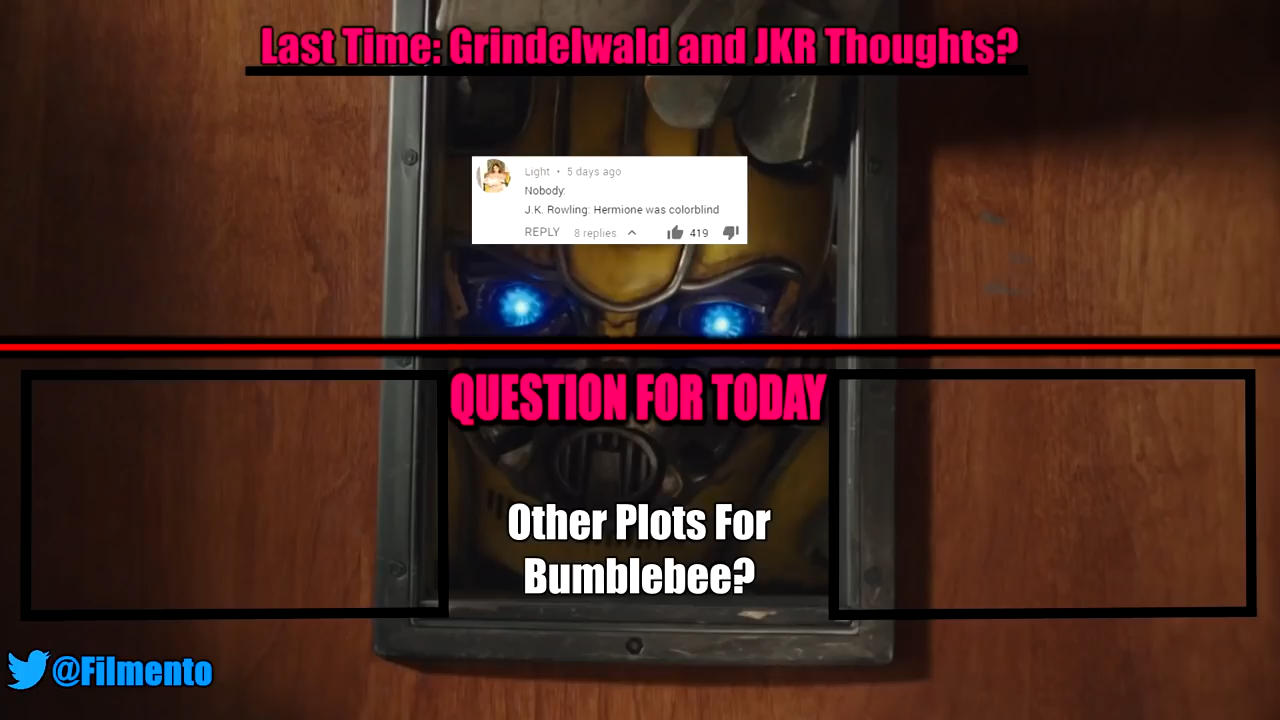 Last Time: Grindelwald and JKR Thoughts?
Light • 5 days ago
Nobody:
J.K. Rowling: Hermione was colorblind
REPLY 8 replies 419
QUESTION FOR TODAY
Other Plots For
Bumblebee?
@Filmento